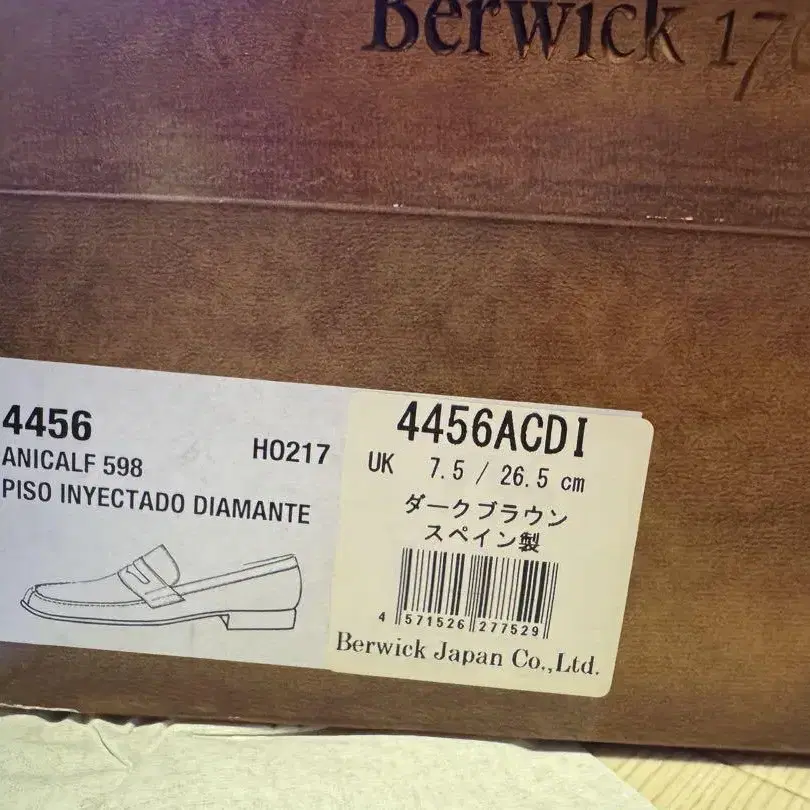 Berwick 17
4456
ANICALF 598
HO217
PISO INYECTADO DIAMANTE
4456ACDI
UK 7.5 / 26.5 cm
ダークブラウン
スペイン製
4 571526 277529
Berwick Japan Co.,Ltd.